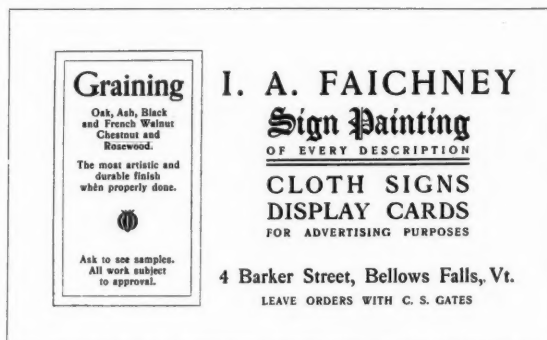 Graining
Oak, Ash, Black
and French Walnut
Chestnut and
Rosewood.
The most artistic and
durable finish
when properly done.
Ask to see samples.
All work subject
to approval.
I. A. FAICHNEY
Sign Painting
OF EVERY DESCRIPTION
CLOTH SIGNS
DISPLAY CARDS
FOR ADVERTISING PURPOSES
4 Barker Street, Bellows Falls, Vt.
LEAVE ORDERS WITH C. S. GATES